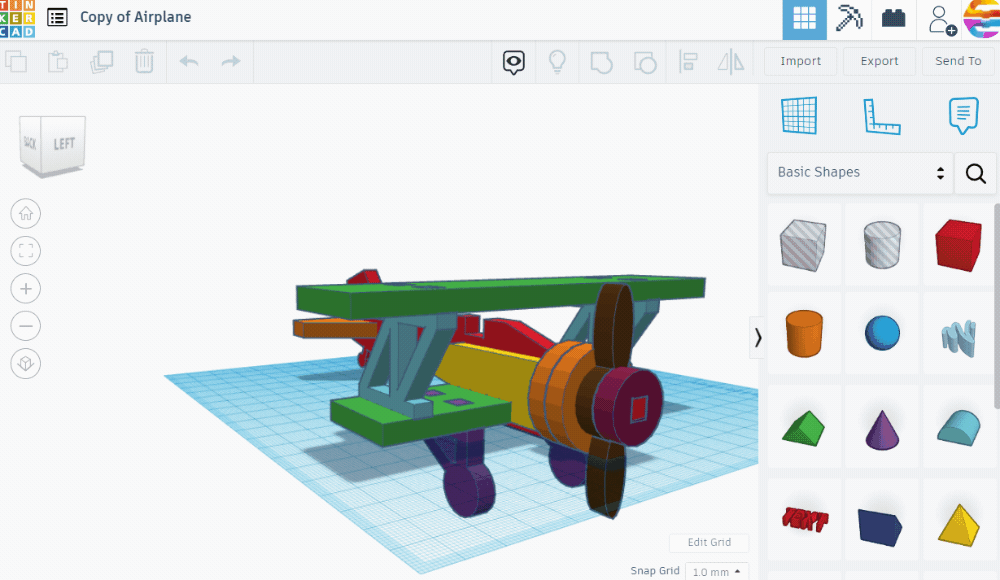 TIN
KER
CAD
Copy of Airplane
Import
Export
Send To
BACK
LEFT
Basic Shapes
TEXT
Edit Grid
Snap Grid
1.0 mm